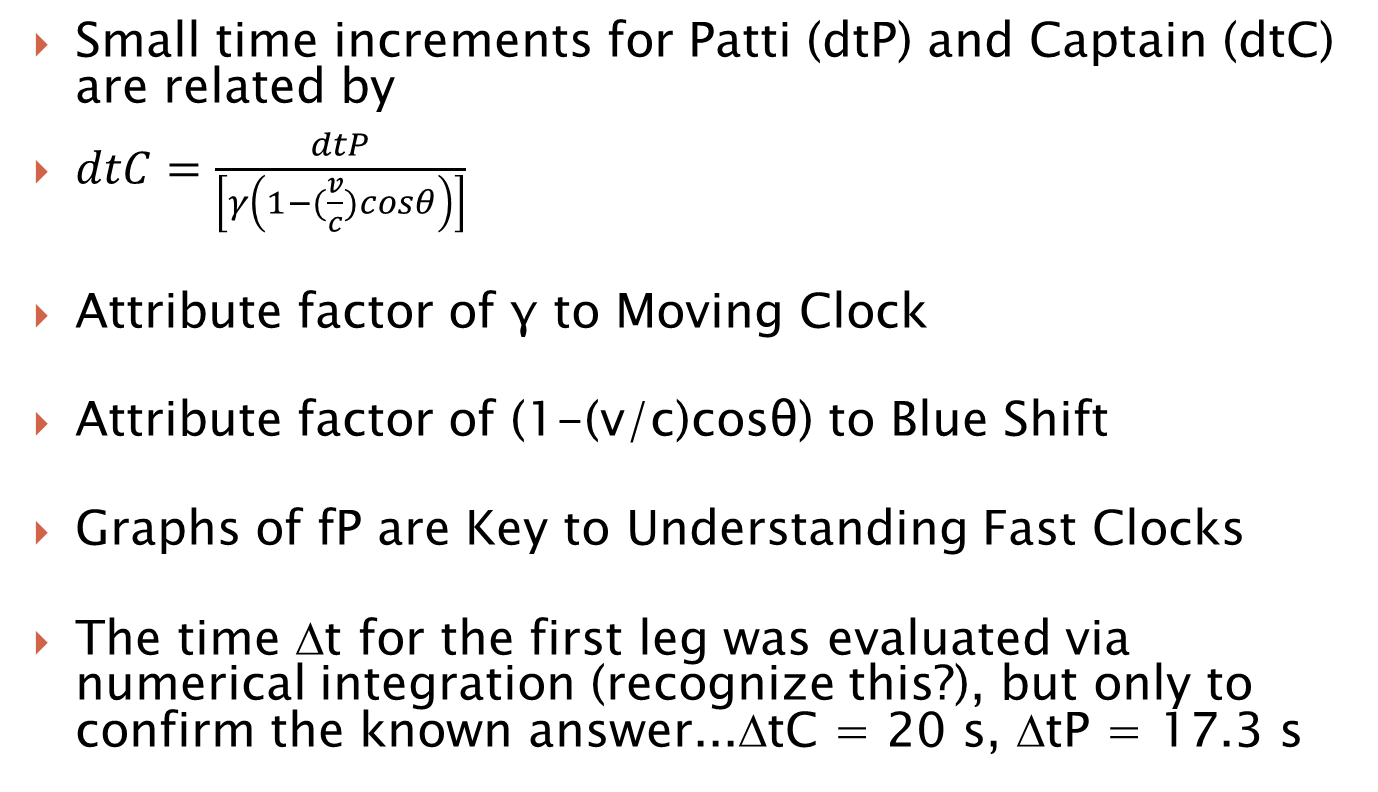 Small time increments for Patti (dtP) and Captain (dtC)
are related by
dtC = dtP / [γ(1−(v/c)cosθ)]
Attribute factor of γ to Moving Clock
Attribute factor of (1-(v/c)cosθ) to Blue Shift
Graphs of fP are Key to Understanding Fast Clocks
The time Δt for the first leg was evaluated via
numerical integration (recognize this?), but only to
confirm the known answer...ΔtC = 20 s, ΔtP = 17.3 s